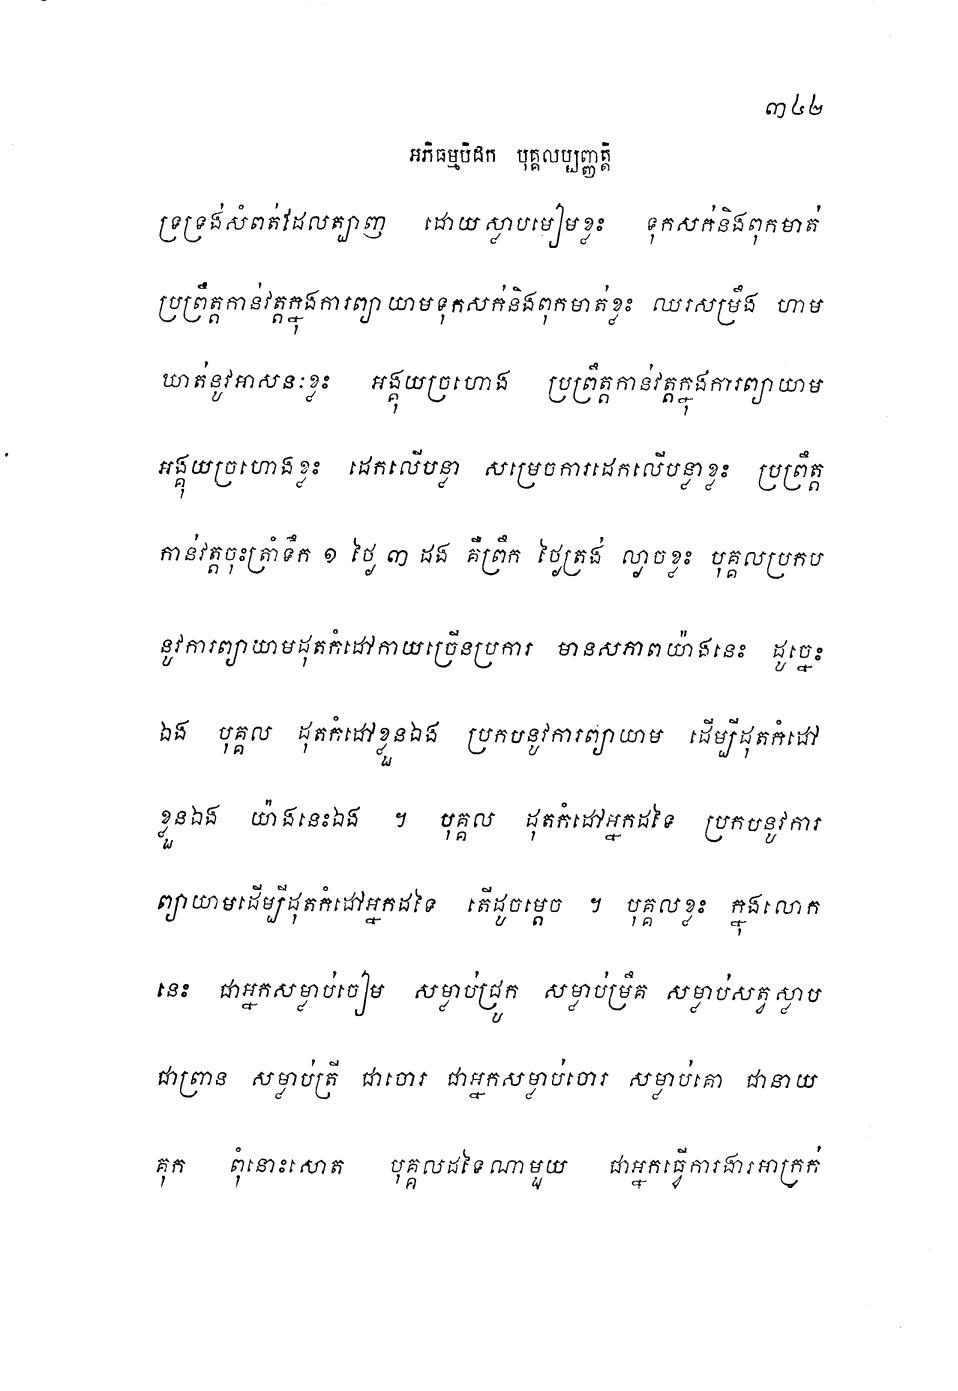 ៣៤២
អភិធម្មបិដក បុគ្គលប្បញ្ញត្តិ
ទ្រទ្រង់សំពត់ដែលត្បាញ ដោយស្លាបមៀមខ្លះ ទុកសក់និងពុកមាត់
ប្រព្រឹត្តកាន់វត្តក្នុងការព្យាយាមទុកសក់និងពុកមាត់ខ្លះ ឈរសម្រឹង ហាម
ឃាត់នូវអាសនៈខ្លះ អង្គុយច្រហោង ប្រព្រឹត្តកាន់វត្តក្នុងការព្យាយាម
អង្គុយច្រហោងខ្លះ ដេកលើបន្លា សម្រេចការដេកលើបន្លាខ្លះ ប្រព្រឹត្ត
កាន់វត្តចុះត្រាំទឹក ១ ថ្ងៃ ៣ ដង គឺព្រឹក ថ្ងៃត្រង់ ល្ងាចខ្លះ បុគ្គលប្រកប
នូវការព្យាយាមដុតកំដៅកាយច្រើនប្រការ មានសភាពយ៉ាងនេះ ដូច្នេះ
ឯង បុគ្គល ដុតកំដៅខ្លួនឯង ប្រកបនូវការព្យាយាម ដើម្បីដុតកំដៅ
ខ្លួនឯង យ៉ាងនេះឯង ។ បុគ្គល ដុតកំដៅអ្នកដទៃ ប្រកបនូវការ
ព្យាយាមដើម្បីដុតកំដៅអ្នកដទៃ តើដូចម្តេច ។ បុគ្គលខ្លះ ក្នុងលោក
នេះ ជាអ្នកសម្លាប់ចៀម សម្លាប់ជ្រូក សម្លាប់ម្រឹគ សម្លាប់សត្វស្លាប
ជាព្រាន សម្លាប់ត្រី ជាចោរ ជាអ្នកសម្លាប់ចោរ សម្លាប់គោ ជានាយ
គុក ពុំនោះសោត បុគ្គលដទៃណាមួយ ជាអ្នកធ្វើការងារអាក្រក់